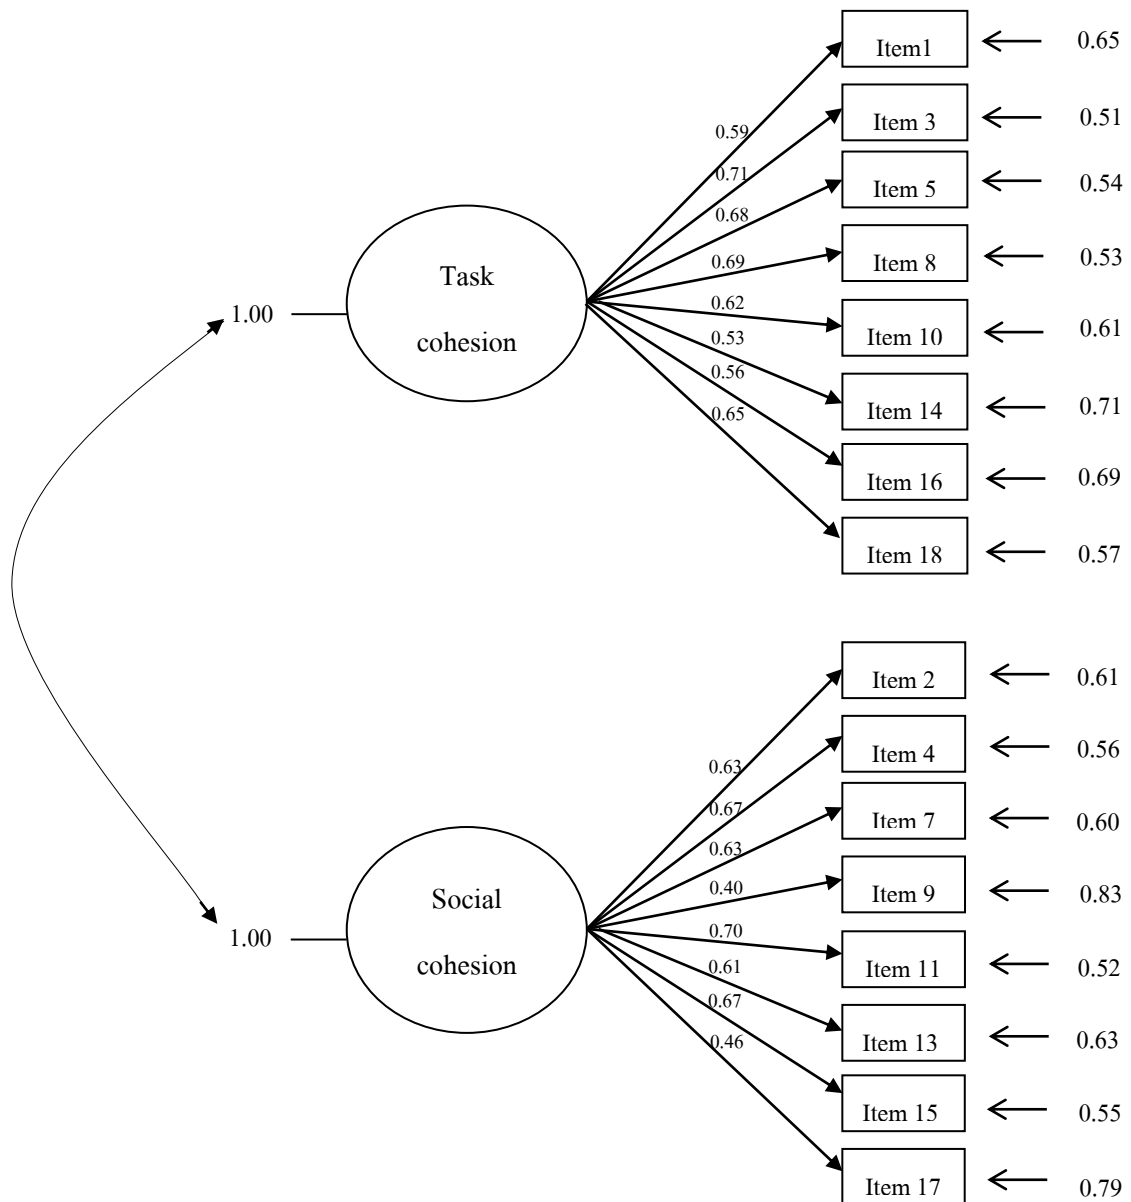 Item1
0.65
Item 3
0.51
0.59
Item 5
0.54
0.71
0.68
Item 8
0.53
0.69
Task
cohesion
1.00
0.62
Item 10
0.61
0.53
0.56
Item 14
0.71
0.65
Item 16
0.69
Item 18
0.57
Item 2
0.61
Item 4
0.56
0.63
0.67
Item 7
0.60
0.63
0.40
Item 9
0.83
Social
cohesion
1.00
0.70
Item 11
0.52
0.61
0.67
Item 13
0.63
0.46
Item 15
0.55
Item 17
0.79